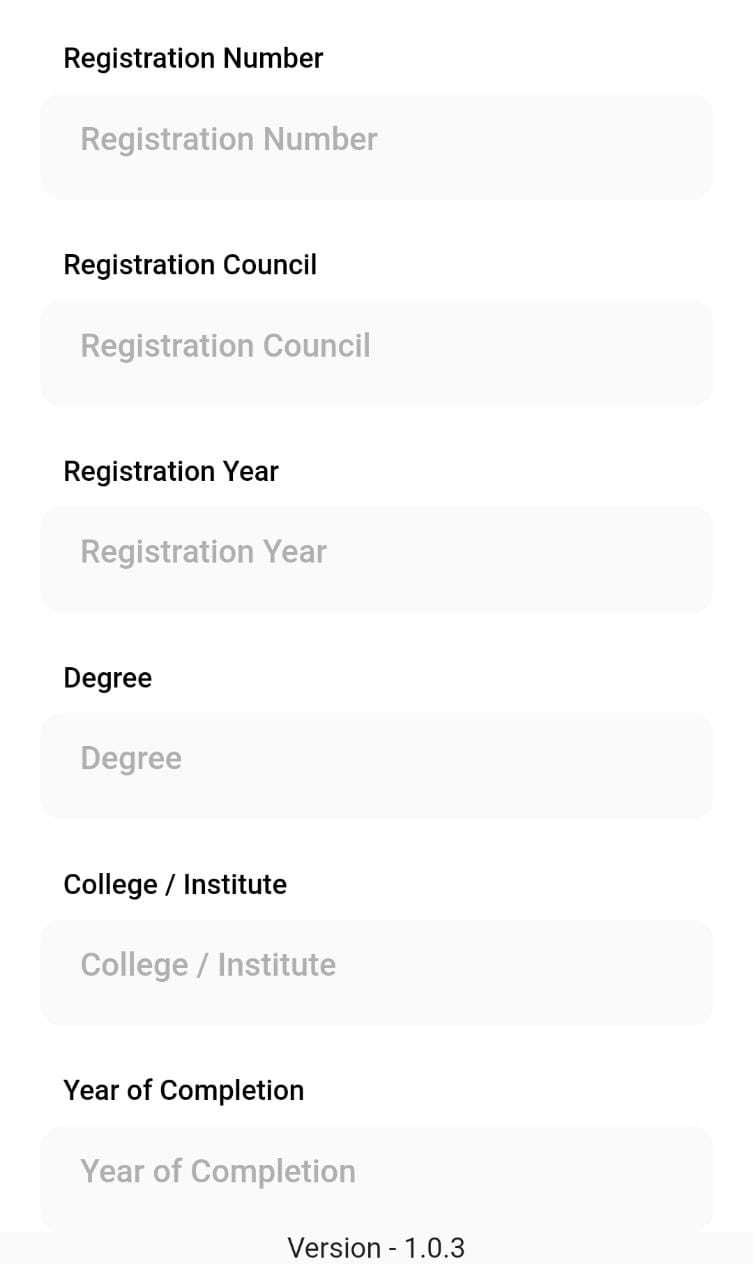 Registration Number
Registration Number
Registration Council
Registration Council
Registration Year
Registration Year
Degree
Degree
College / Institute
College / Institute
Year of Completion
Year of Completion
Version - 1.0.3